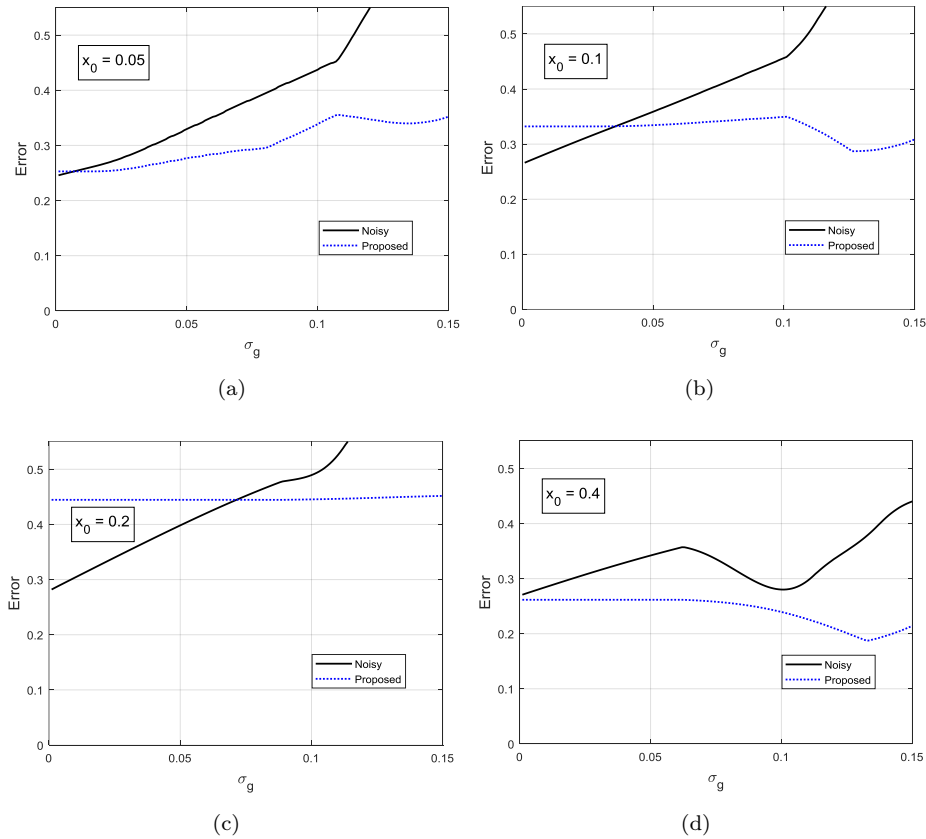 0.5
x0 = 0.05
0.4
0.3
Error
0.2
Noisy
Proposed
0.1
0
0 0.05 0.1 0.15
σg
(a)
0.5
x0 = 0.1
0.4
0.3
Error
0.2
Noisy
Proposed
0.1
0
0 0.05 0.1 0.15
σg
(b)
0.5
x0 = 0.2
0.4
0.3
Error
0.2
Noisy
Proposed
0.1
0
0 0.05 0.1 0.15
σg
(c)
0.5
x0 = 0.4
0.4
0.3
Error
0.2
Noisy
Proposed
0.1
0
0 0.05 0.1 0.15
σg
(d)